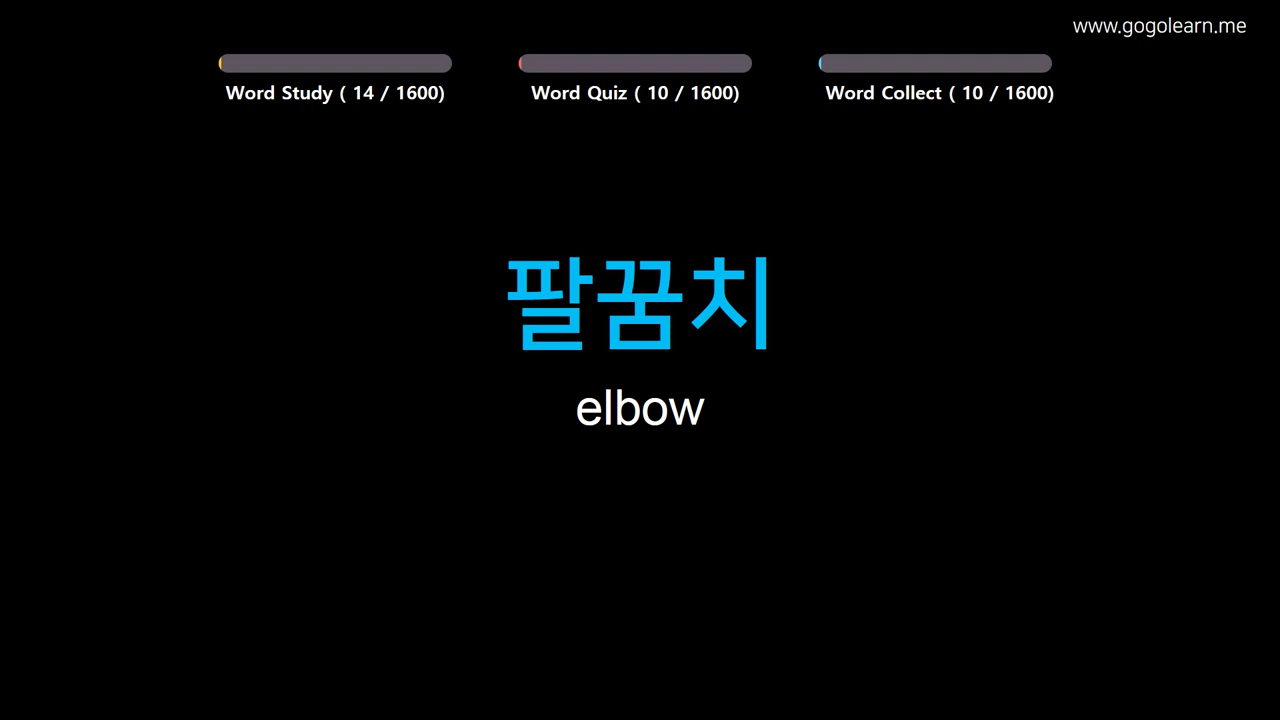 www.gogolearn.me
Word Study ( 14 / 1600)
Word Quiz ( 10 / 1600)
Word Collect ( 10 / 1600)
팔꿈치
elbow